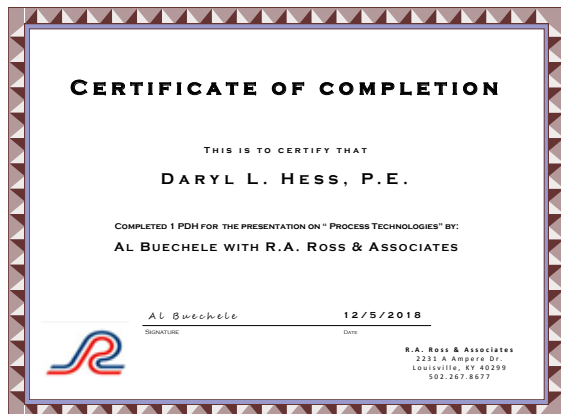 CERTIFICATE OF COMPLETION
THIS IS TO CERTIFY THAT
DARYL L. HESS, P.E.
COMPLETED 1 PDH FOR THE PRESENTATION ON “ PROCESS TECHNOLOGIES” BY:
AL BUECHELE WITH R.A. ROSS & ASSOCIATES
Al Buechele 12/5/2018
SIGNATURE DATE
R.A. Ross & Associates
2231 A Ampere Dr.
Louisville, KY 40299
502.267.8677